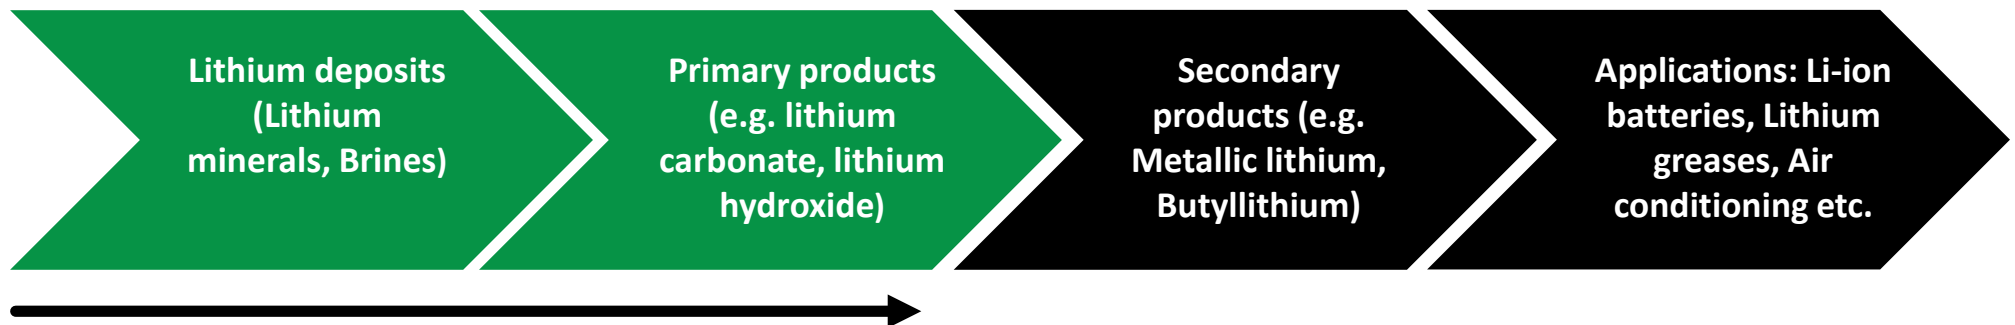 Lithium deposits
(Lithium
minerals, Brines)
Primary products
(e.g. lithium
carbonate, lithium
hydroxide)
Secondary
products (e.g.
Metallic lithium,
Butyllithium)
Applications: Li-ion
batteries, Lithium
greases, Air
conditioning etc.